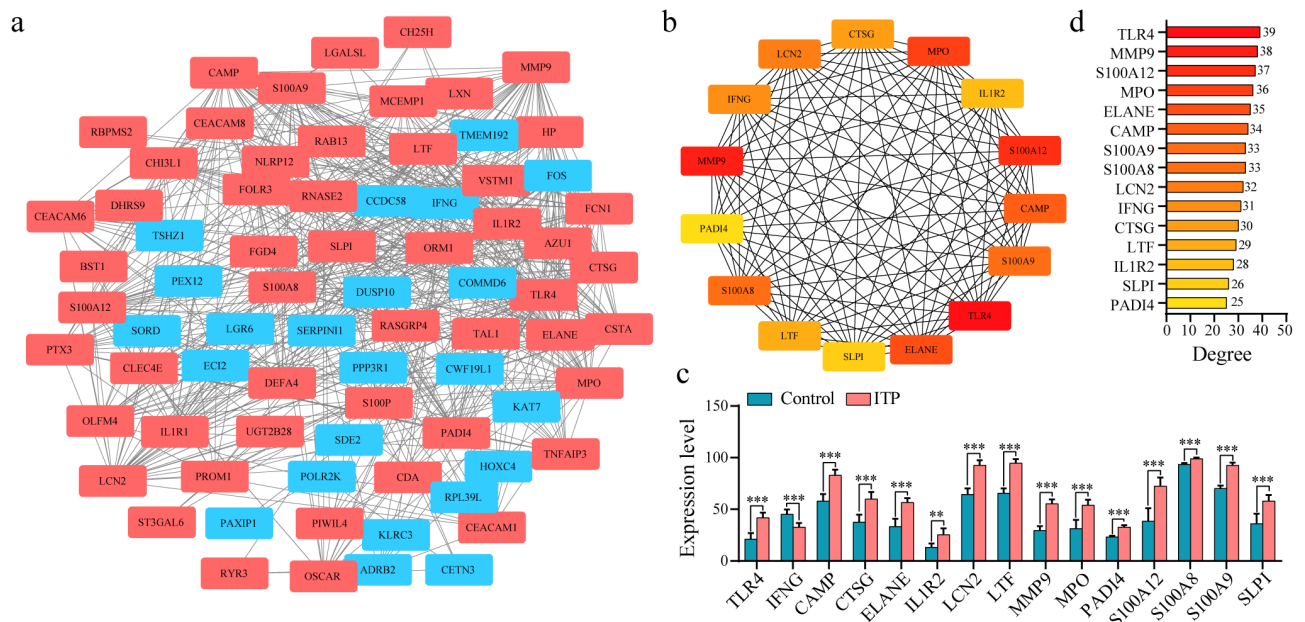 a
CH25H
LGALSL
MMP9
CAMP
S100A9
LXN
MCEMP1
CEACAM8
RBPMS2
TMEM192
HP
RAB13
LTF
CHI3L1
NLRP12
VSTM1
FOS
FOLR3
RNASE2
CCDC58
IFNG
DHRS9
FCN1
CEACAM6
IL1R2
TSHZ1
AZU1
SLPI
ORM1
FGD4
BST1
CTSG
PEX12
S100A8
COMMD6
DUSP10
TLR4
S100A12
SORD
LGR6
SERPINI1
RASGRP4
TAL1
ELANE
CSTA
PTX3
CLEC4E
ECI2
PPP3R1
CWF19L1
DEFA4
MPO
S100P
KAT7
OLFM4
IL1R1
UGT2B28
PADI4
SDE2
TNFAIP3
HOXC4
LCN2
PROM1
POLR2K
CDA
RPL39L
ST3GAL6
PAXIP1
PIWIL4
CEACAM1
KLRC3
RYR3
OSCAR
ADRB2
CETN3
b
CTSG
LCN2
MPO
IFNG
IL1R2
MMP9
S100A12
PADI4
CAMP
S100A8
S100A9
LTF
TLR4
SLPI
ELANE
c
Control
ITP
Expression level
150
100
50
0
***
***
***
***
***
**
***
***
***
***
***
***
***
***
***
TLR4
IFNG
CAMP
CTSG
ELANE
IL1R2
LCN2
LTF
MMP9
MPO
PADI4
S100A12
S100A8
S100A9
SLPI
d
TLR4 39
MMP9 38
S100A12 37
MPO 36
ELANE 35
CAMP 34
S100A9 33
S100A8 33
LCN2 32
IFNG 31
CTSG 30
LTF 29
IL1R2 28
SLPI 26
PADI4 25
0 10 20 30 40 50
Degree